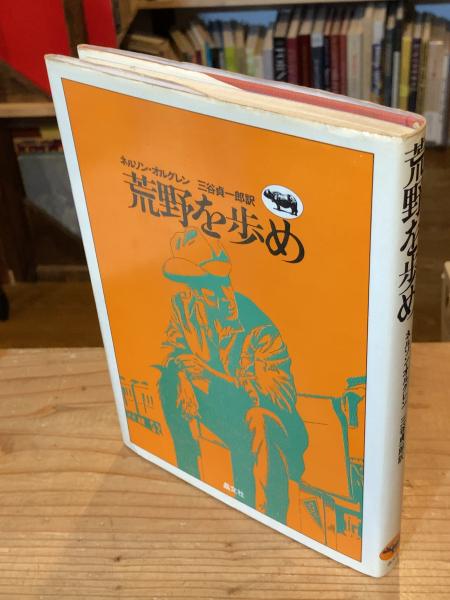 ネルソン・オルグレン 三谷貞一郎訳
荒野を歩め
晶文社
荒野を歩め
ネルソン・オルグレン 三谷貞一郎訳